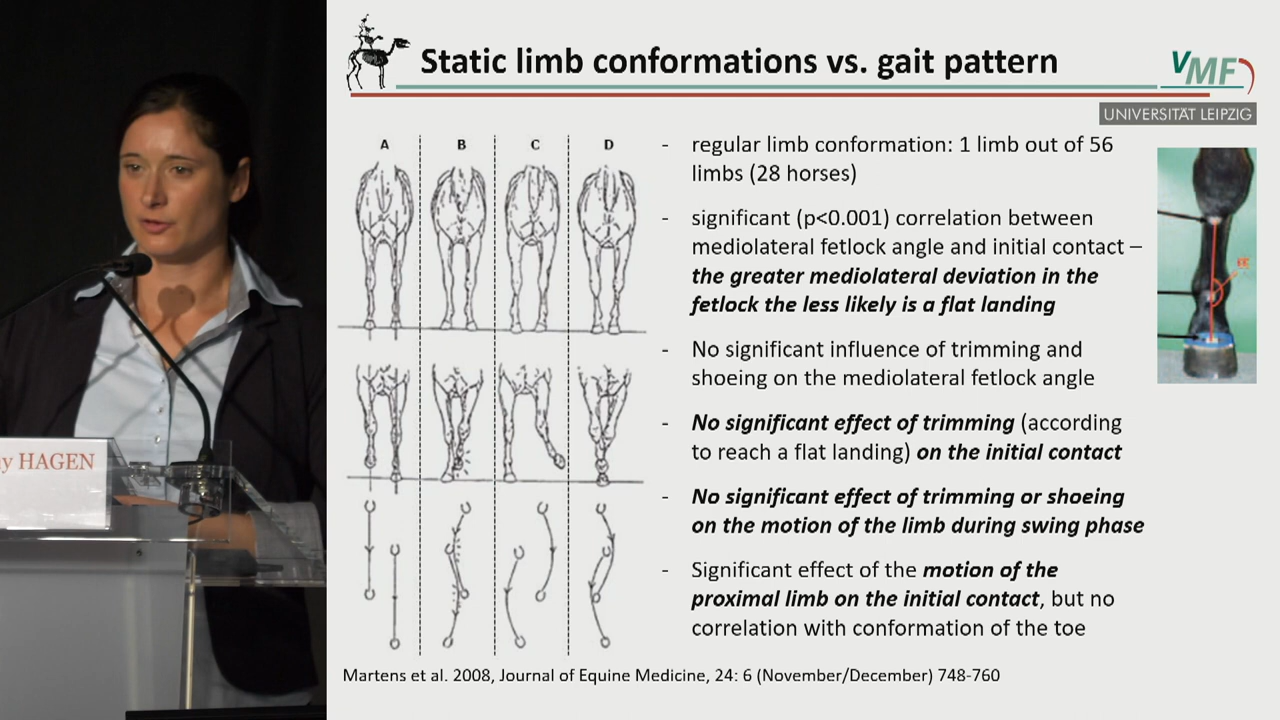 Static limb conformations vs. gait pattern
VMF
UNIVERSITÄT LEIPZIG
A B C D
- regular limb conformation: 1 limb out of 56
limbs (28 horses)
- significant (p<0.001) correlation between
mediolateral fetlock angle and initial contact –
the greater mediolateral deviation in the
fetlock the less likely is a flat landing
- No significant influence of trimming and
shoeing on the mediolateral fetlock angle
- No significant effect of trimming (according
to reach a flat landing) on the initial contact
- No significant effect of trimming or shoeing
on the motion of the limb during swing phase
- Significant effect of the motion of the
proximal limb on the initial contact, but no
correlation with conformation of the toe
Martens et al. 2008, Journal of Equine Medicine, 24: 6 (November/December) 748-760
y HAGEN